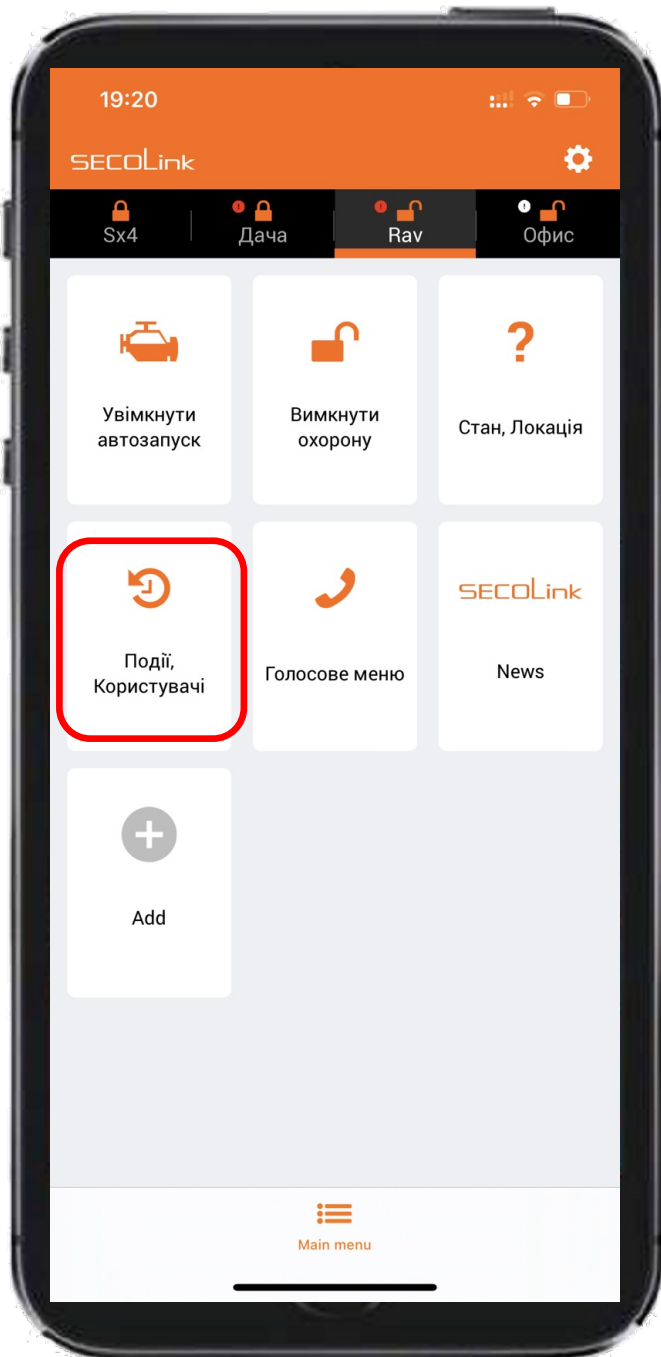 19:20
SECOLink
Sx4
Дача
Rav
Офис
Увімкнути
автозапуск
Вимкнути
охорону
?
Стан, Локація
Події,
Користувачі
Голосове меню
SECOLink
News
Add
Main menu